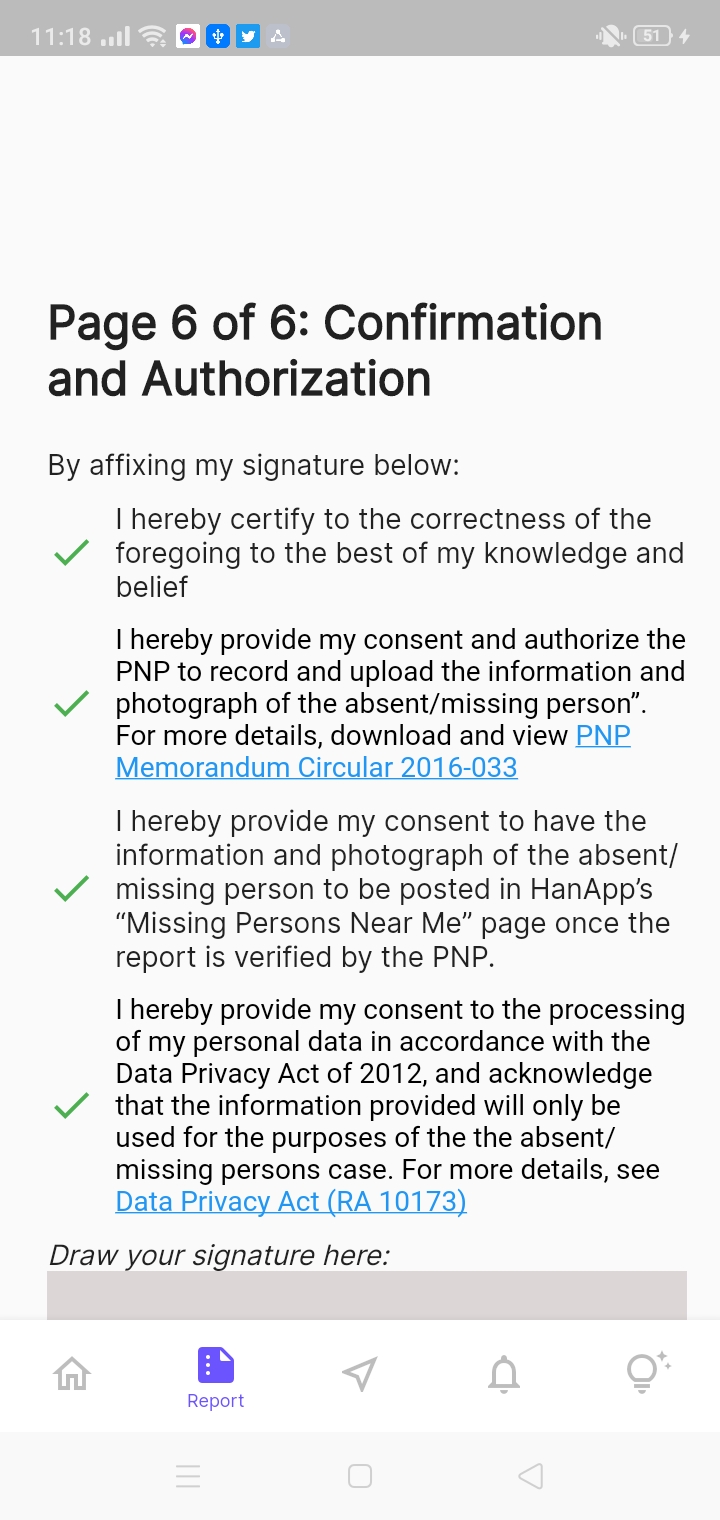 11:18
51
Page 6 of 6: Confirmation
and Authorization
By affixing my signature below:
I hereby certify to the correctness of the
foregoing to the best of my knowledge and
belief
I hereby provide my consent and authorize the
PNP to record and upload the information and
photograph of the absent/missing person”.
For more details, download and view PNP
Memorandum Circular 2016-033
I hereby provide my consent to have the
information and photograph of the absent/
missing person to be posted in HanApp’s
“Missing Persons Near Me” page once the
report is verified by the PNP.
I hereby provide my consent to the processing
of my personal data in accordance with the
Data Privacy Act of 2012, and acknowledge
that the information provided will only be
used for the purposes of the the absent/
missing persons case. For more details, see
Data Privacy Act (RA 10173)
Draw your signature here:
Report